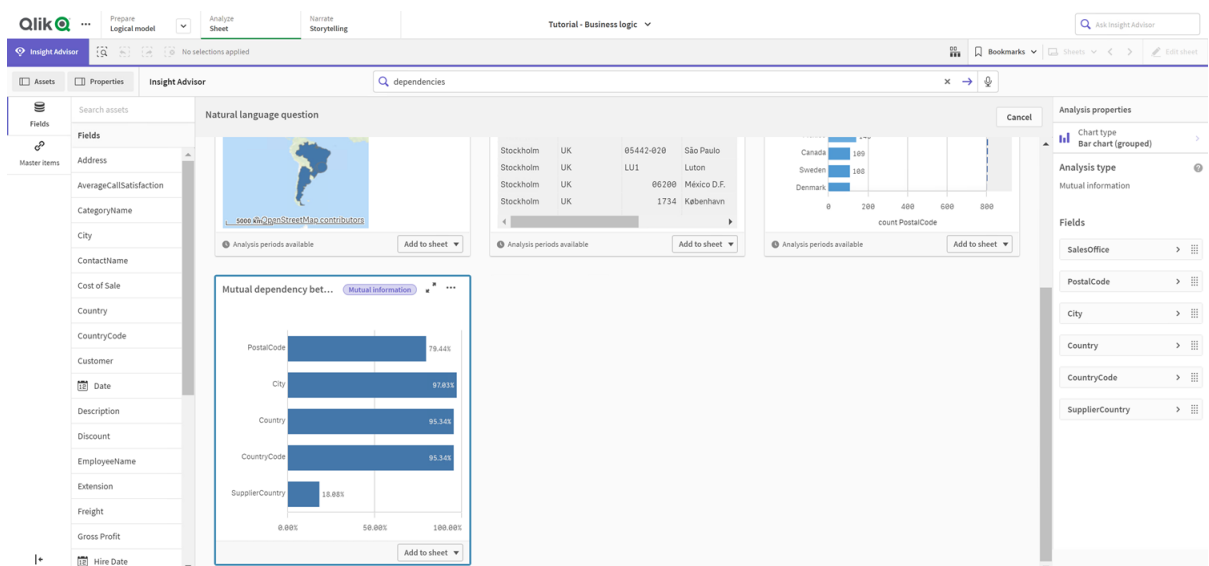 Qlik
Prepare
Logical model
Analyze
Sheet
Narrate
Storytelling
Tutorial - Business logic
Ask Insight Advisor
Insight Advisor
No selections applied
Bookmarks
Sheets
Edit sheet
Assets
Properties
Insight Advisor
dependencies
Fields
Master items
Search assets
Fields
Address
AverageCallSatisfaction
CategoryName
City
ContactName
Cost of Sale
Country
CountryCode
Customer
Date
Description
Discount
EmployeeName
Extension
Freight
Gross Profit
Hire Date
Natural language question
Cancel
5000 km
OpenStreetMap contributors
Analysis periods available
Add to sheet
Stockholm UK 05442-020 São Paulo
Stockholm UK LU1 Luton
Stockholm UK 06200 México D.F.
Stockholm UK 1734 København
Analysis periods available
Add to sheet
Canada 109
Sweden 108
Denmark
0 200 400 600 800
count PostalCode
Analysis periods available
Add to sheet
Mutual dependency bet...
Mutual information
PostalCode 79.44%
City 97.03%
Country 95.34%
CountryCode 95.34%
SupplierCountry 18.08%
0.00% 50.00% 100.00%
Add to sheet
Analysis properties
Chart type
Bar chart (grouped)
Analysis type
Mutual information
Fields
SalesOffice
PostalCode
City
Country
CountryCode
SupplierCountry